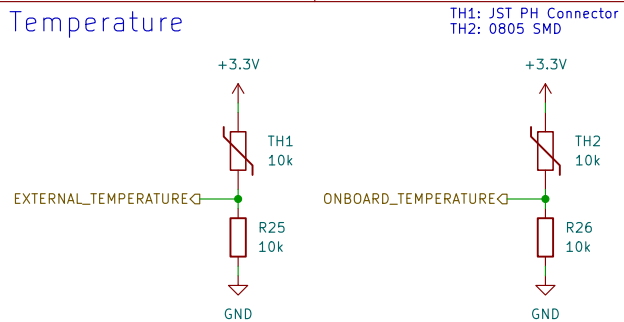 Temperature
TH1: JST PH Connector
TH2: 0805 SMD
+3.3V
TH1
10k
EXTERNAL_TEMPERATURE
R25
10k
GND
+3.3V
TH2
10k
ONBOARD_TEMPERATURE
R26
10k
GND